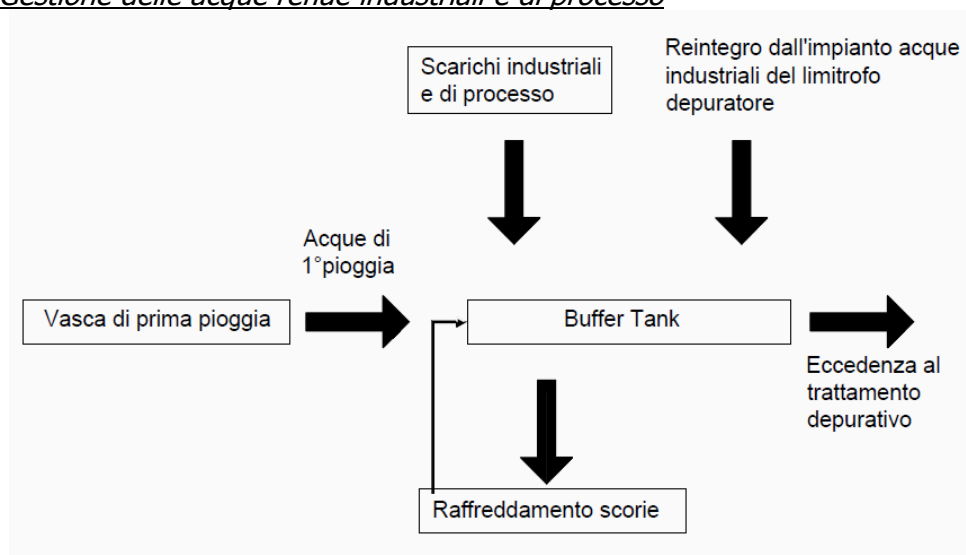 Gestione delle acque reflue industriali e di processo
Scarichi industriali
e di processo
Reintegro dall'impianto acque
industriali del limitrofo
depuratore
Acque di
1°pioggia
Vasca di prima pioggia
Buffer Tank
Eccedenza al
trattamento
depurativo
Raffreddamento scorie